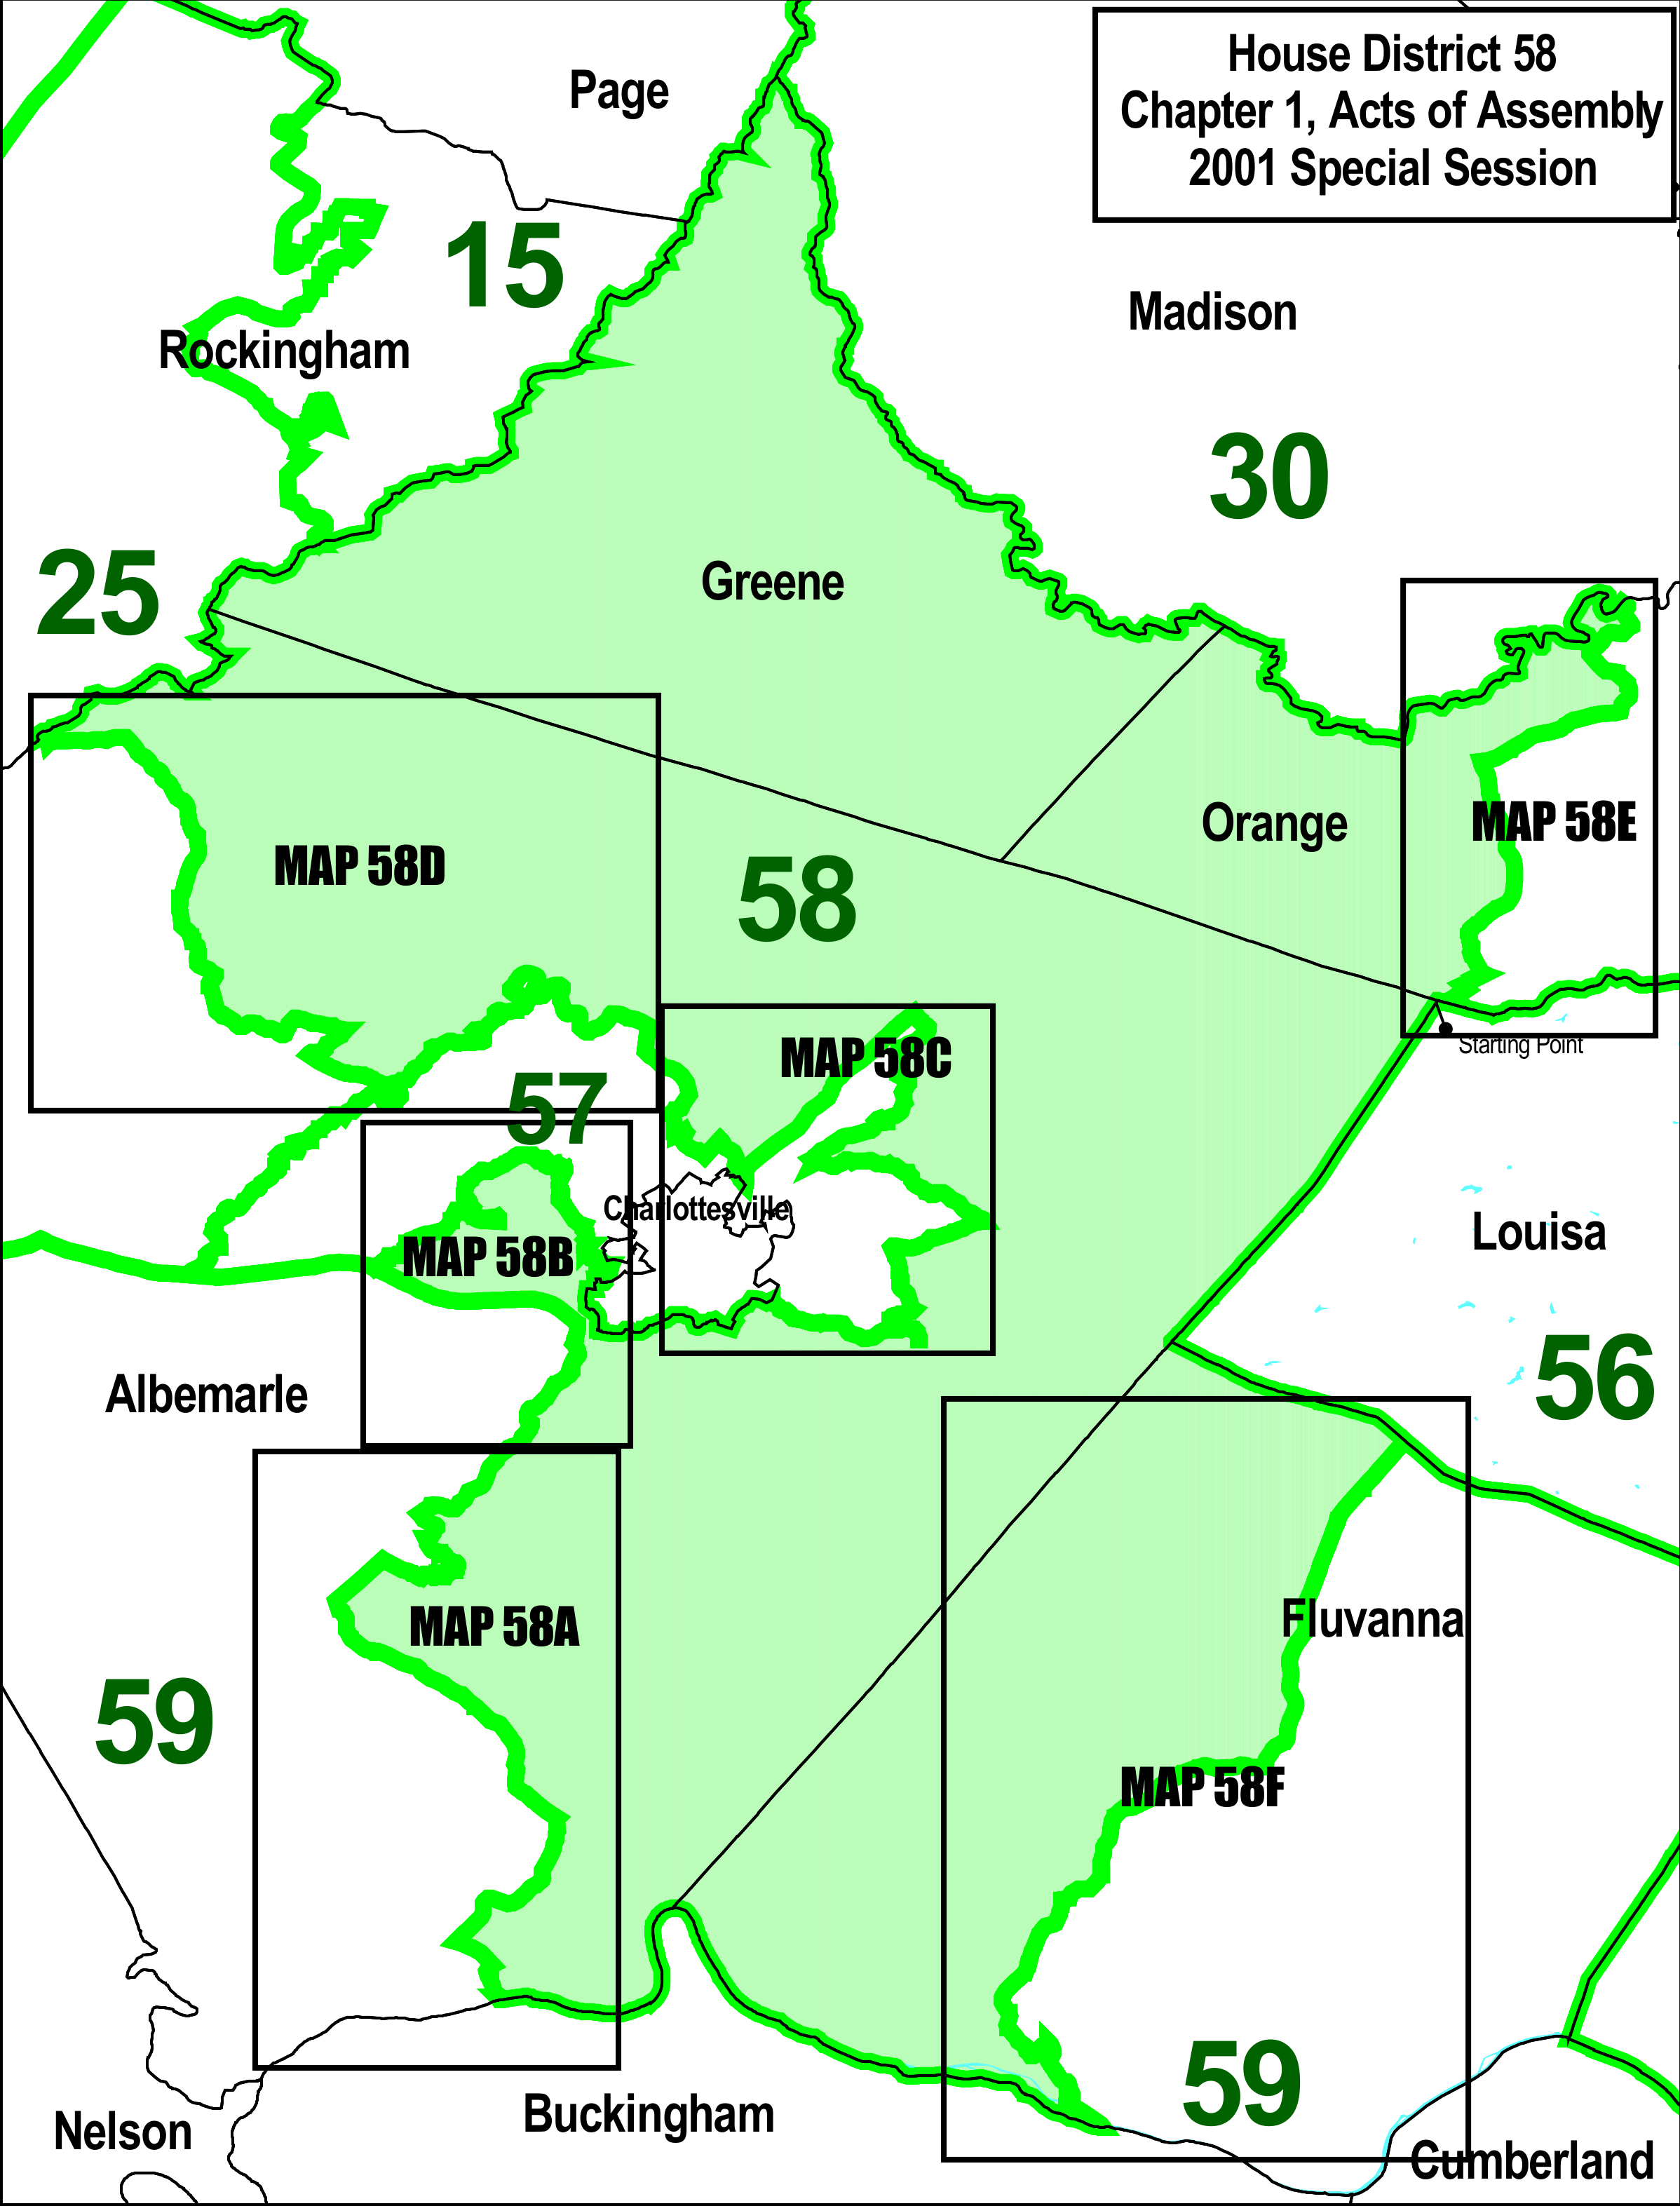 House District 58
Chapter 1, Acts of Assembly
2001 Special Session
Page
15
Madison
Rockingham
30
25
Greene
MAP 58E
Orange
MAP 58D
58
Starting Point
MAP 58C
57
Charlottesville
Louisa
MAP 58B
56
Albemarle
Fluvanna
MAP 58A
59
MAP 58F
59
Buckingham
Nelson
Cumberland